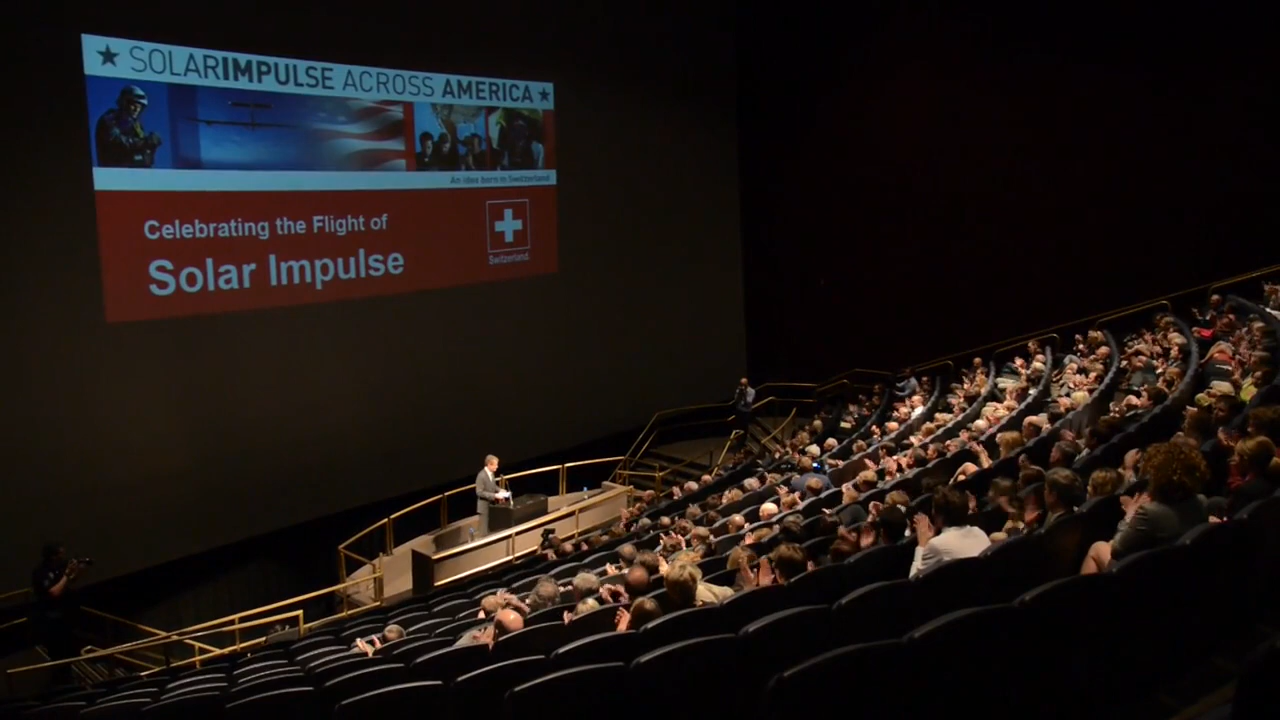 ★ SOLARIMPULSE ACROSS AMERICA ★
An idea born in Switzerland
Celebrating the Flight of
Solar Impulse
Switzerland.